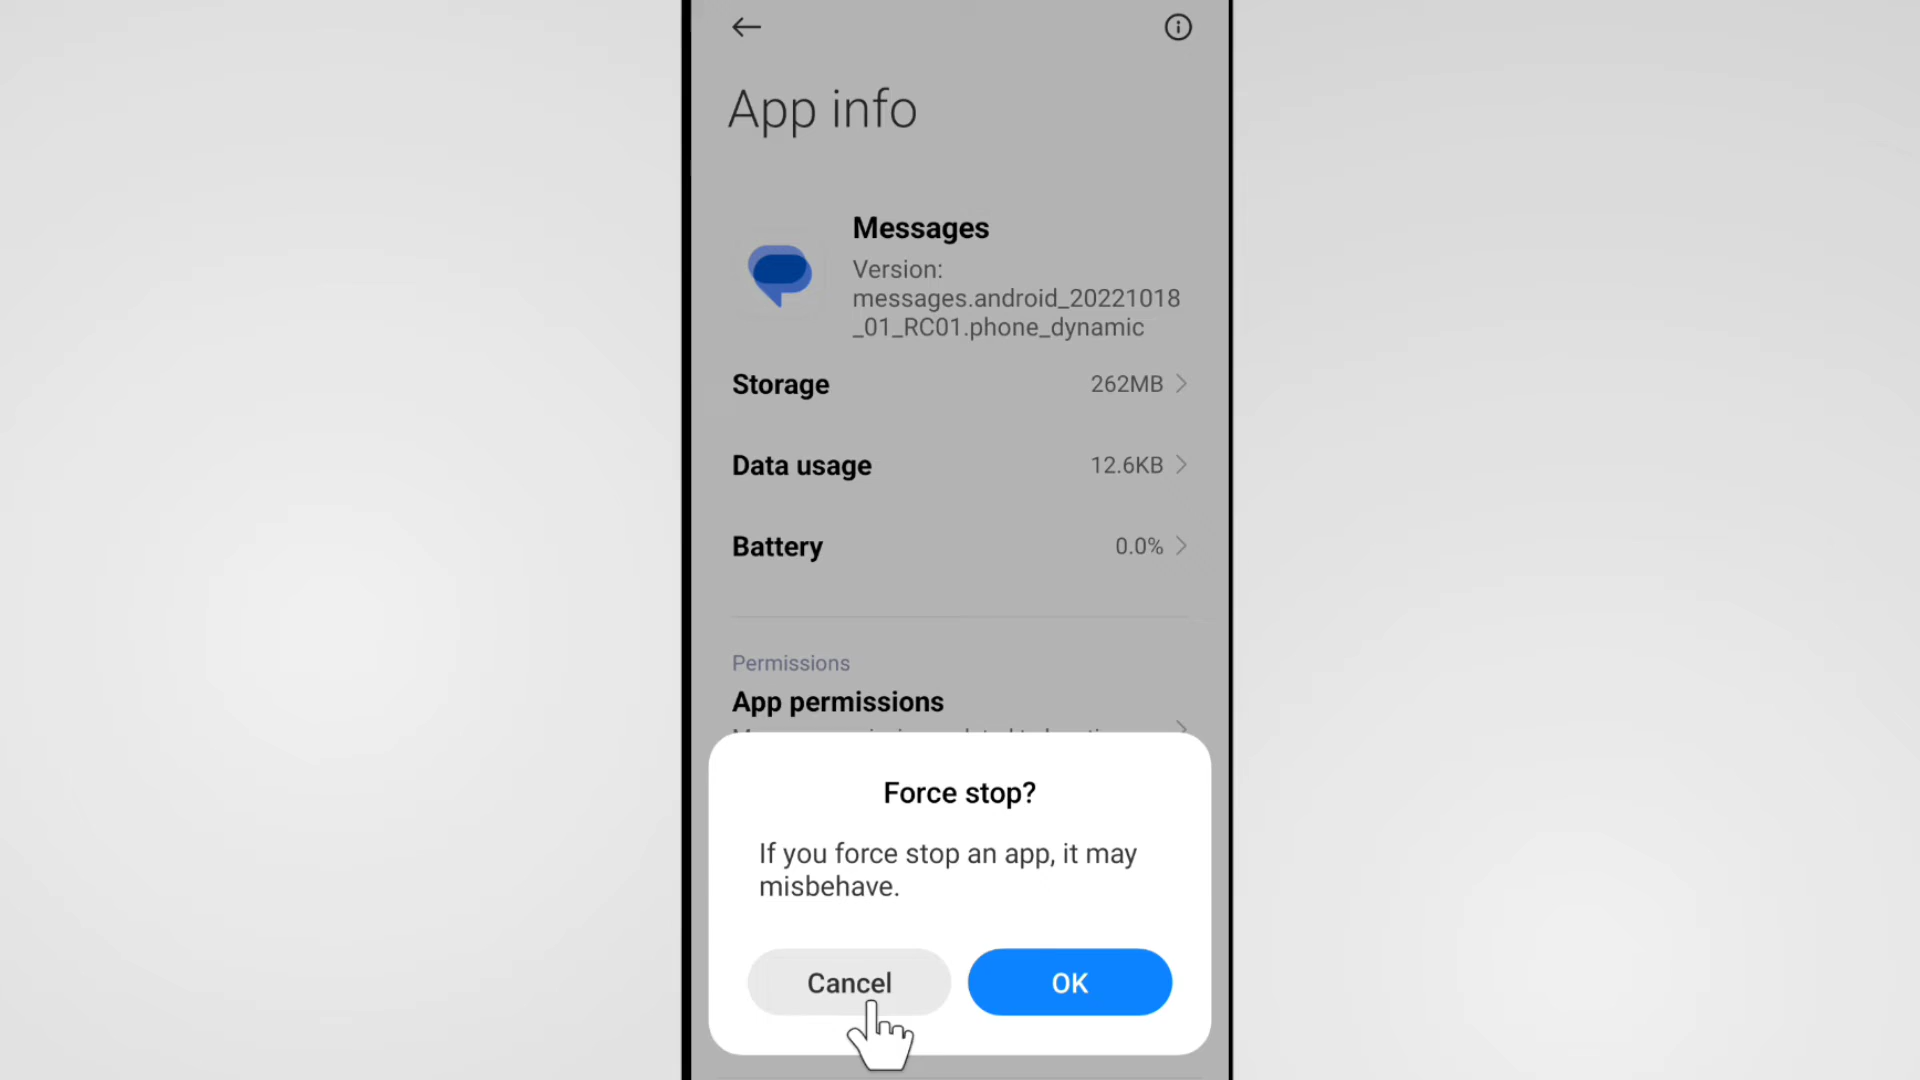 App info
Messages
Version:
messages.android_20221018
_01_RC01.phone_dynamic
Storage 262MB
Data usage 12.6KB
Battery 0.0%
Permissions
App permissions
Force stop?
If you force stop an app, it may
misbehave.
Cancel OK